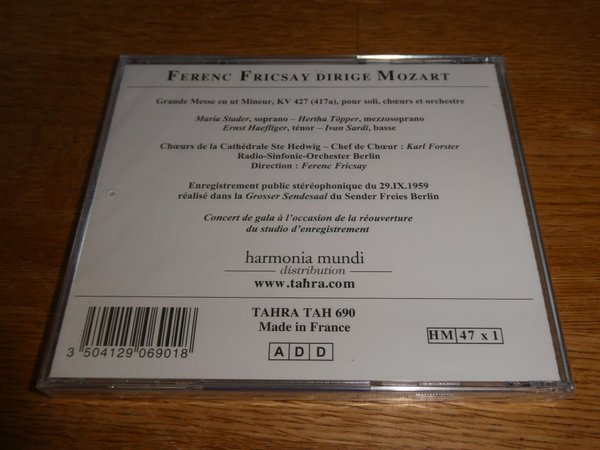 FERENC FRICSAY DIRIGE MOZART
Grande Messe en ut Mineur, KV 427 (417a), pour soli, chœurs et orchestre
Maria Stader, soprano – Hertha Töpper, mezzosoprano
Ernst Haefliger, ténor – Ivan Sardi, basse
Chœurs de la Cathédrale Ste Hedwig – Chef de Chœur : Karl Forster
Radio-Sinfonie-Orchester Berlin
Direction : Ferenc Fricsay
Enregistrement public stéréophonique du 29.IX.1959
réalisé dans la Grosser Sendesaal du Sender Freies Berlin
Concert de gala à l'occasion de la réouverture
du studio d'enregistrement
harmonia mundi
distribution
www.tahra.com
TAHRA TAH 690
Made in France
HM 47 x 1
A D D
3 504129 069018